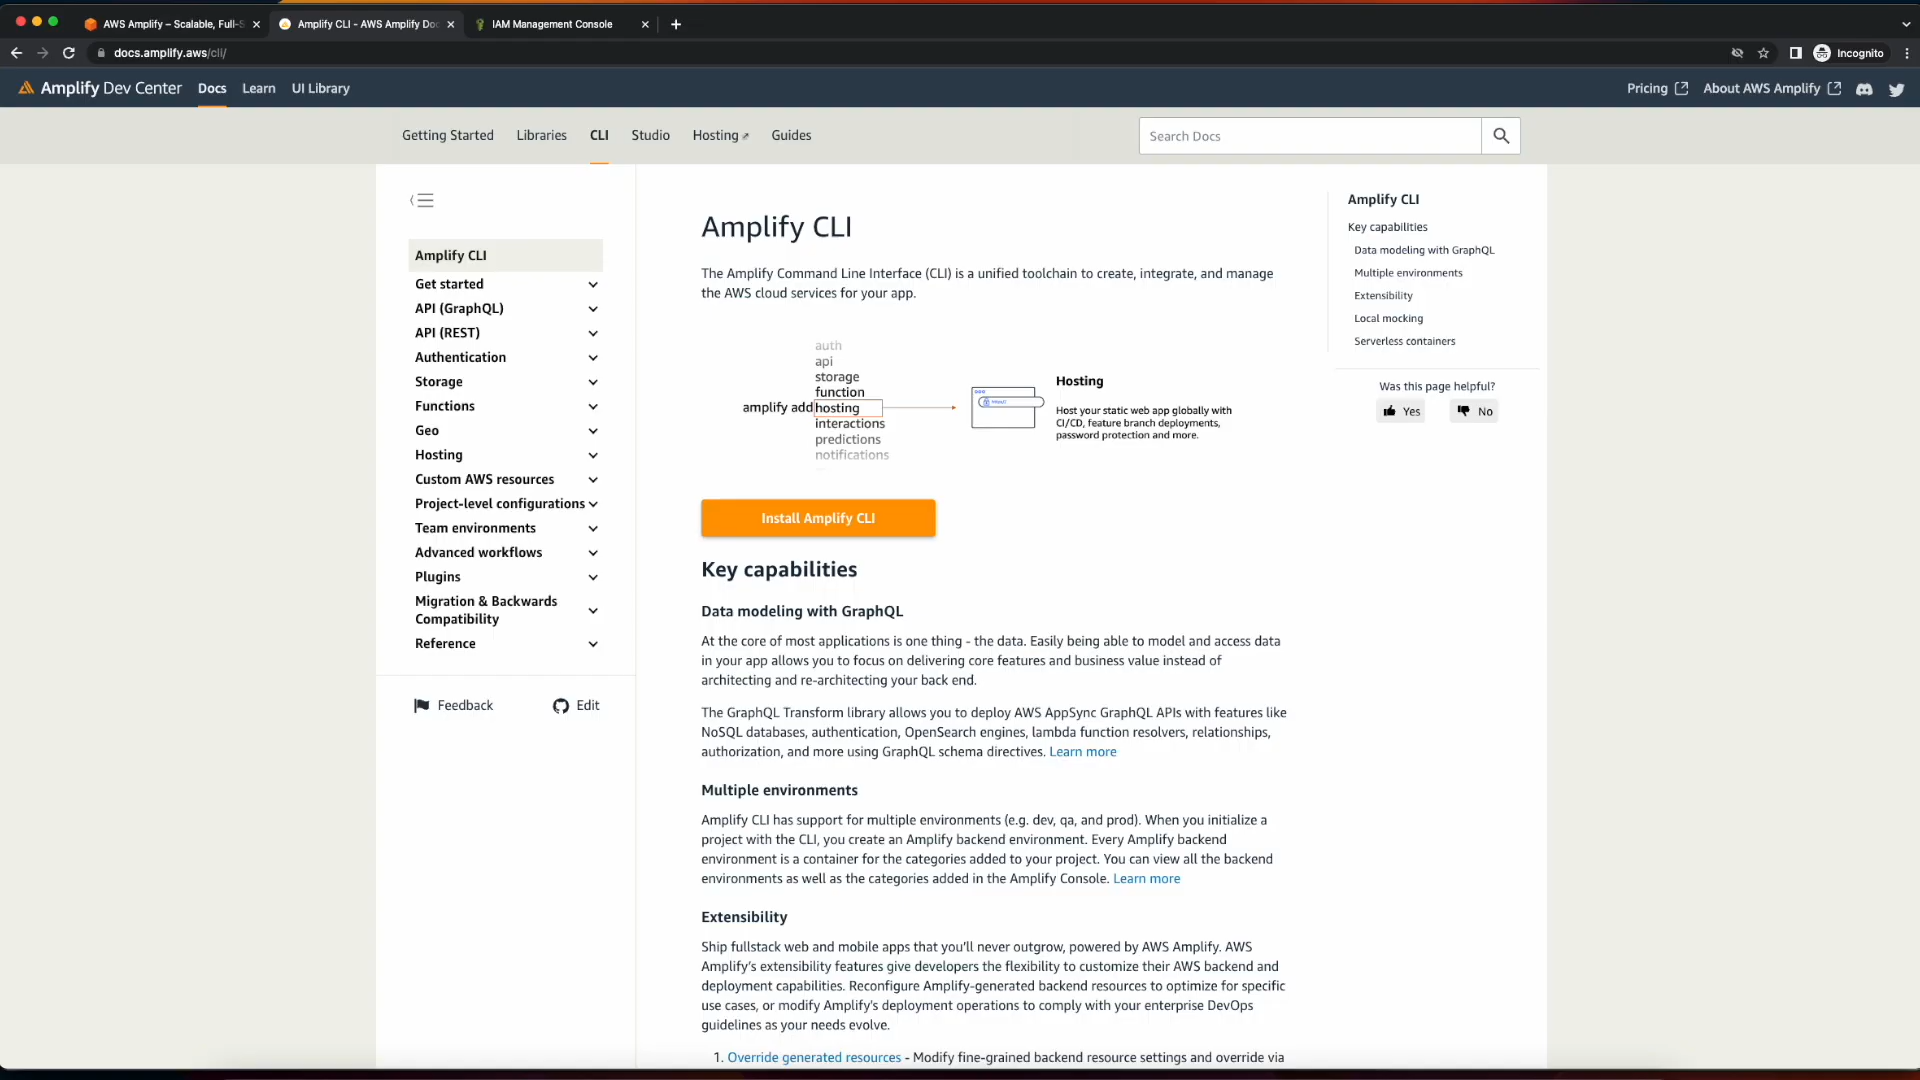 AWS Amplify – Scalable, Full-S
Amplify CLI - AWS Amplify Doc
IAM Management Console
docs.amplify.aws/cli/
Incognito
Amplify Dev Center
Docs
Learn
UI Library
Pricing
About AWS Amplify
Getting Started
Libraries
CLI
Studio
Hosting
Guides
Search Docs
Amplify CLI
Get started
API (GraphQL)
API (REST)
Authentication
Storage
Functions
Geo
Hosting
Custom AWS resources
Project-level configurations
Team environments
Advanced workflows
Plugins
Migration & Backwards
Compatibility
Reference
Feedback
Edit
Amplify CLI
The Amplify Command Line Interface (CLI) is a unified toolchain to create, integrate, and manage
the AWS cloud services for your app.
auth
api
storage
function
amplify add hosting
interactions
predictions
notifications
Hosting
Host your static web app globally with
CI/CD, feature branch deployments,
password protection and more.
Install Amplify CLI
Key capabilities
Data modeling with GraphQL
At the core of most applications is one thing - the data. Easily being able to model and access data
in your app allows you to focus on delivering core features and business value instead of
architecting and re-architecting your back end.
The GraphQL Transform library allows you to deploy AWS AppSync GraphQL APIs with features like
NoSQL databases, authentication, OpenSearch engines, lambda function resolvers, relationships,
authorization, and more using GraphQL schema directives. Learn more
Multiple environments
Amplify CLI has support for multiple environments (e.g. dev, qa, and prod). When you initialize a
project with the CLI, you create an Amplify backend environment. Every Amplify backend
environment is a container for the categories added to your project. You can view all the backend
environments as well as the categories added in the Amplify Console. Learn more
Extensibility
Ship fullstack web and mobile apps that you'll never outgrow, powered by AWS Amplify. AWS
Amplify's extensibility features give developers the flexibility to customize their AWS backend and
deployment capabilities. Reconfigure Amplify-generated backend resources to optimize for specific
use cases, or modify Amplify's deployment operations to comply with your enterprise DevOps
guidelines as your needs evolve.
1. Override generated resources - Modify fine-grained backend resource settings and override via
Amplify CLI
Key capabilities
Data modeling with GraphQL
Multiple environments
Extensibility
Local mocking
Serverless containers
Was this page helpful?
Yes
No